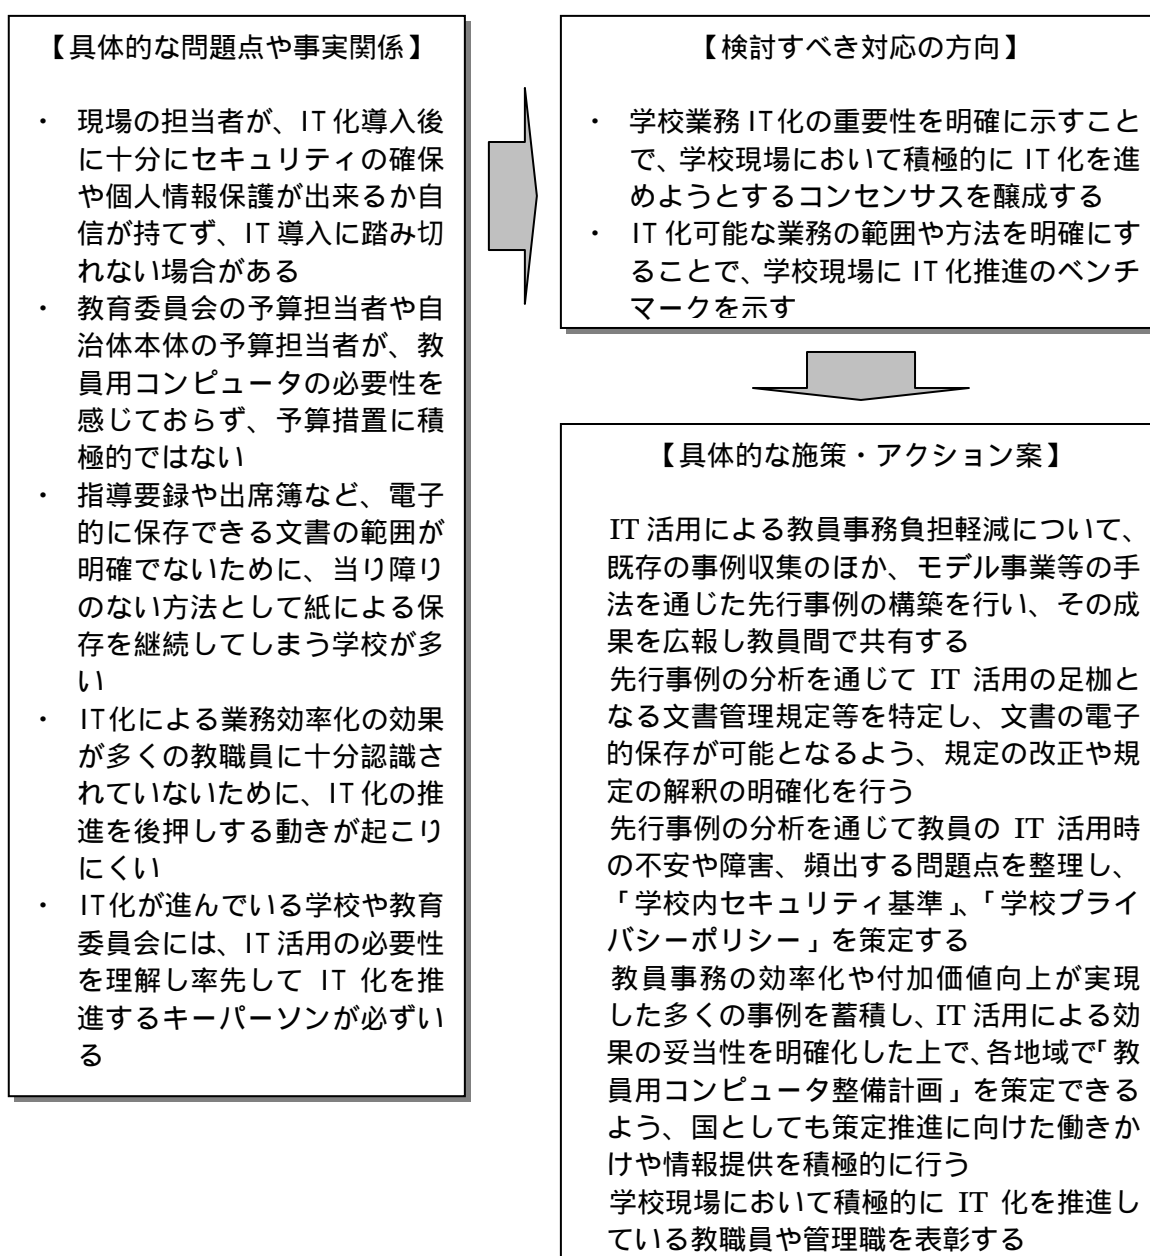 【具体的な問題点や事実関係】
・ 現場の担当者が、IT 化導入後
に十分にセキュリティの確保
や個人情報保護が出来るか自
信が持てず、IT 導入に踏み切
れない場合がある
・ 教育委員会の予算担当者や自
治体本体の予算担当者が、教
員用コンピュータの必要性を
感じておらず、予算措置に積
極的ではない
・ 指導要録や出席簿など、電子
的に保存できる文書の範囲が
明確でないために、当り障り
のない方法として紙による保
存を継続してしまう学校が多
い
・ IT化による業務効率化の効果
が多くの教職員に十分認識さ
れていないために、IT 化の推
進を後押しする動きが起こり
にくい
・ IT化が進んでいる学校や教育
委員会には、IT 活用の必要性
を理解し率先して IT 化を推
進するキーパーソンが必ずい
る
【検討すべき対応の方向】
・ 学校業務 IT化の重要性を明確に示すこと
で、学校現場において積極的に IT 化を進
めようとするコンセンサスを醸成する
・ IT 化可能な業務の範囲や方法を明確にす
ることで、学校現場に IT 化推進のベンチ
マークを示す
【具体的な施策・アクション案】
IT 活用による教員事務負担軽減について、
既存の事例収集のほか、モデル事業等の手
法を通じた先行事例の構築を行い、その成
果を広報し教員間で共有する
先行事例の分析を通じて IT 活用の足枷と
なる文書管理規定等を特定し、文書の電子
的保存が可能となるよう、規定の改正や規
定の解釈の明確化を行う
先行事例の分析を通じて教員の IT 活用時
の不安や障害、頻出する問題点を整理し、
「学校内セキュリティ基準」、「学校プライ
バシーポリシー」を策定する
教員事務の効率化や付加価値向上が実現
した多くの事例を蓄積し、IT 活用による効
果の妥当性を明確化した上で、各地域で「教
員用コンピュータ整備計画」を策定できる
よう、国としても策定推進に向けた働きか
けや情報提供を積極的に行う
学校現場において積極的に IT 化を推進し
ている教職員や管理職を表彰する